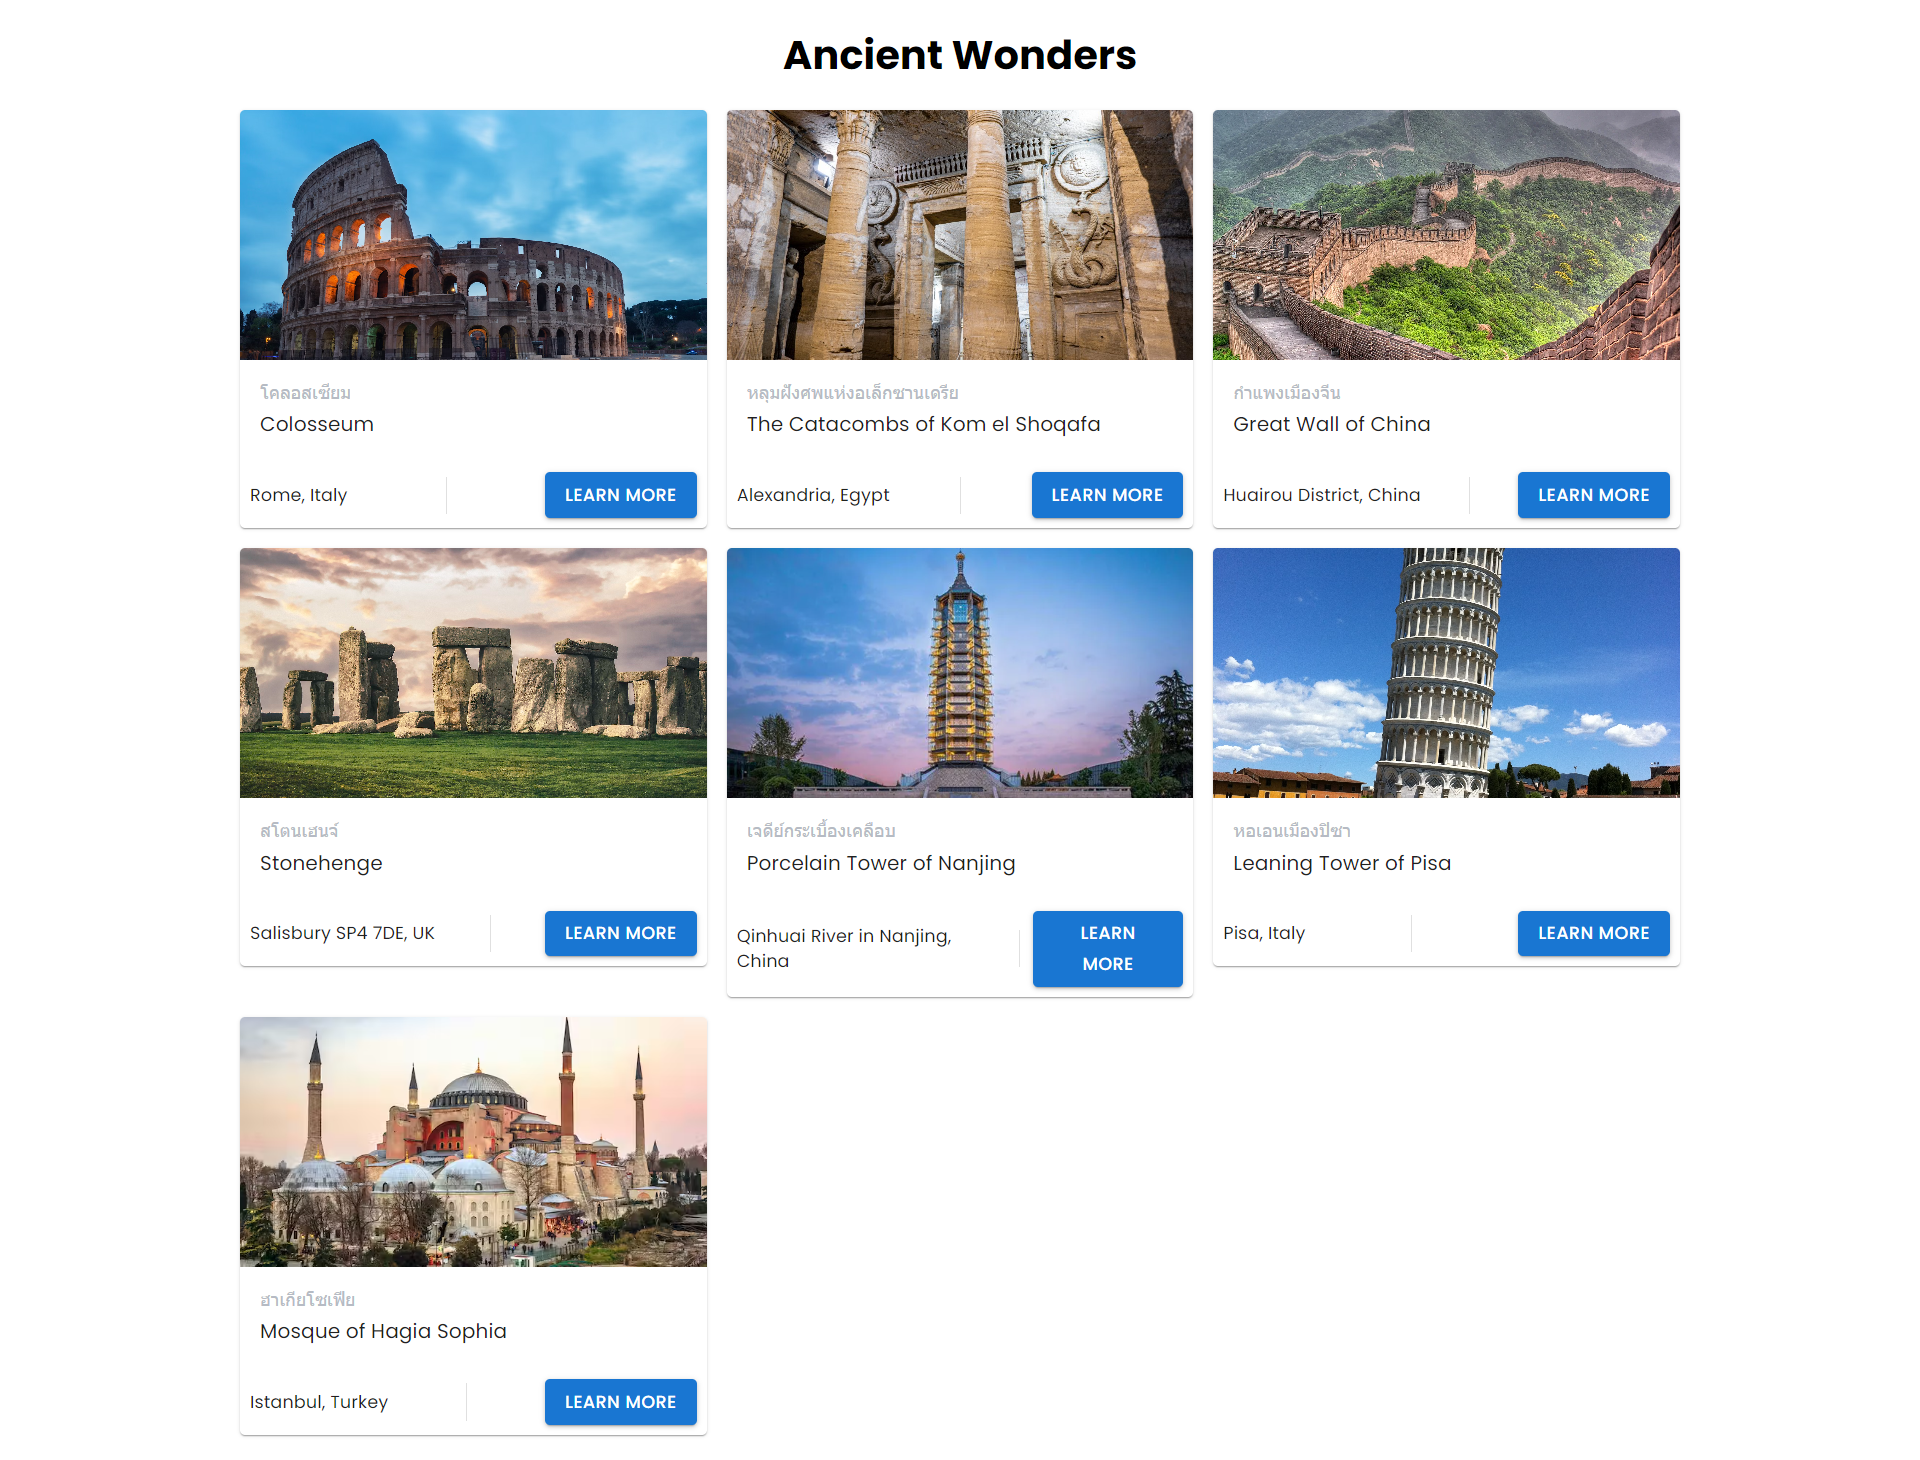 Ancient Wonders
โคลอสเซียม
Colosseum
Rome, Italy
LEARN MORE
หลุมฝังศพแห่งอเล็กซานเดรีย
The Catacombs of Kom el Shoqafa
Alexandria, Egypt
LEARN MORE
กำแพงเมืองจีน
Great Wall of China
Huairou District, China
LEARN MORE
สโตนเฮนจ์
Stonehenge
Salisbury SP4 7DE, UK
LEARN MORE
เจดีย์กระเบื้องเคลือบ
Porcelain Tower of Nanjing
Qinhuai River in Nanjing,
China
LEARN
MORE
หอเอนเมืองปิซา
Leaning Tower of Pisa
Pisa, Italy
LEARN MORE
ฮาเกียโซเฟีย
Mosque of Hagia Sophia
Istanbul, Turkey
LEARN MORE